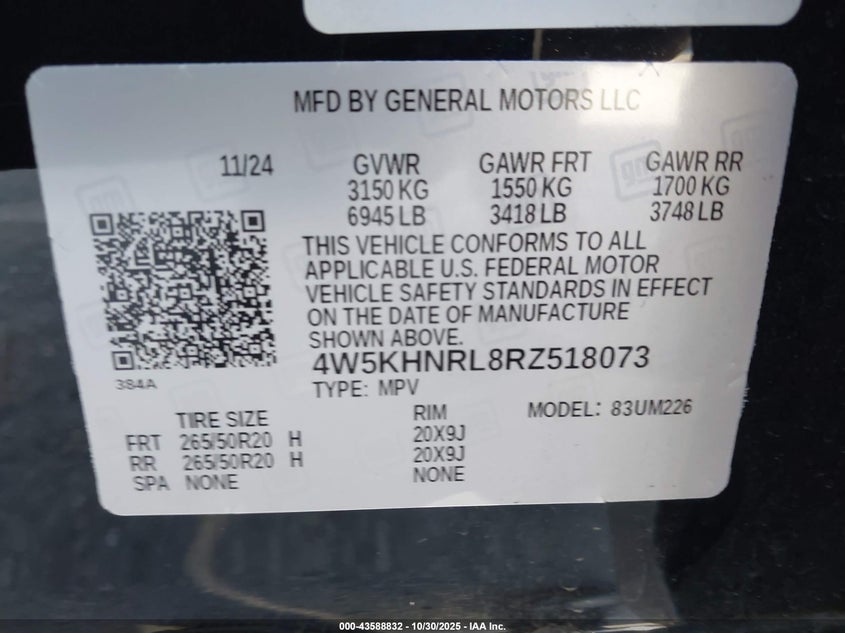 MFD BY GENERAL MOTORS LLC
11/24 GVWR GAWR FRT GAWR RR
3150 KG 1550 KG 1700 KG
6945 LB 3418 LB 3748 LB
THIS VEHICLE CONFORMS TO ALL
APPLICABLE U.S. FEDERAL MOTOR
VEHICLE SAFETY STANDARDS IN EFFECT
ON THE DATE OF MANUFACTURE
SHOWN ABOVE.
4W5KHNRL8RZ518073
384A
TYPE: MPV
TIRE SIZE RIM MODEL: 83UM226
FRT 265/50R20 H 20X9J
RR 265/50R20 H 20X9J
SPA NONE NONE
000-43588832 - 10/30/2025 - IAA Inc.